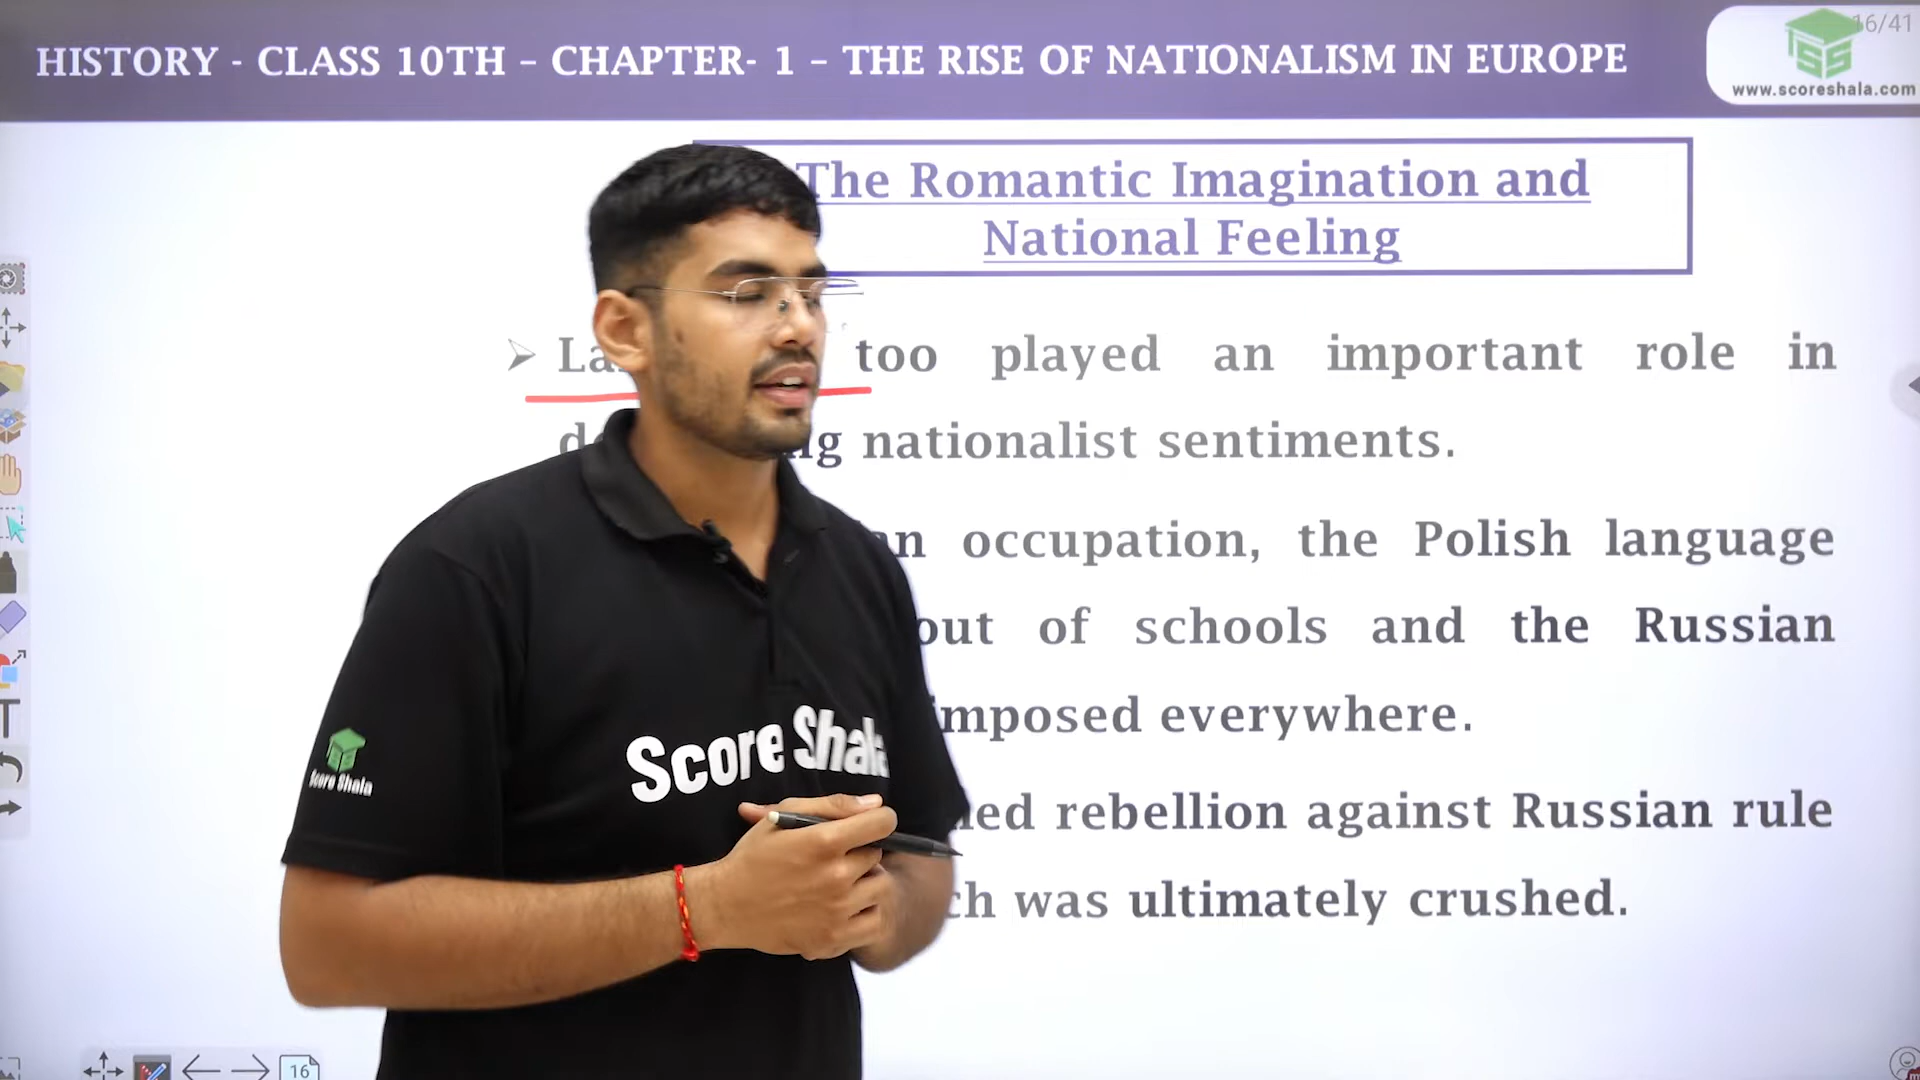 HISTORY - CLASS 10TH – CHAPTER- 1 – THE RISE OF NATIONALISM IN EUROPE
16/41
www.scoreshala.com
The Romantic Imagination and
National Feeling
too played an important role in
nationalist sentiments.
occupation, the Polish language
out of schools and the Russian
imposed everywhere.
rebellion against Russian rule
was ultimately crushed.
Score Shala
Score Shala
16